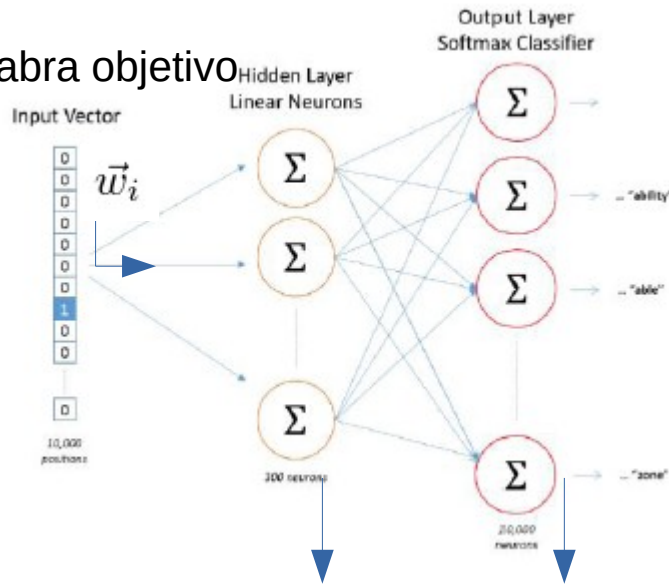 abra objetivo
Output Layer
Softmax Classifier
Hidden Layer
Linear Neurons
Input Vector
0
0
0
0
0
0
0
1
0
0
0
10,000
positions
w⃗i
Σ
Σ
Σ
300 neurons
Σ
Σ
Σ
Σ
... "ability"
... "able"
... "zone"
10,000
neurons